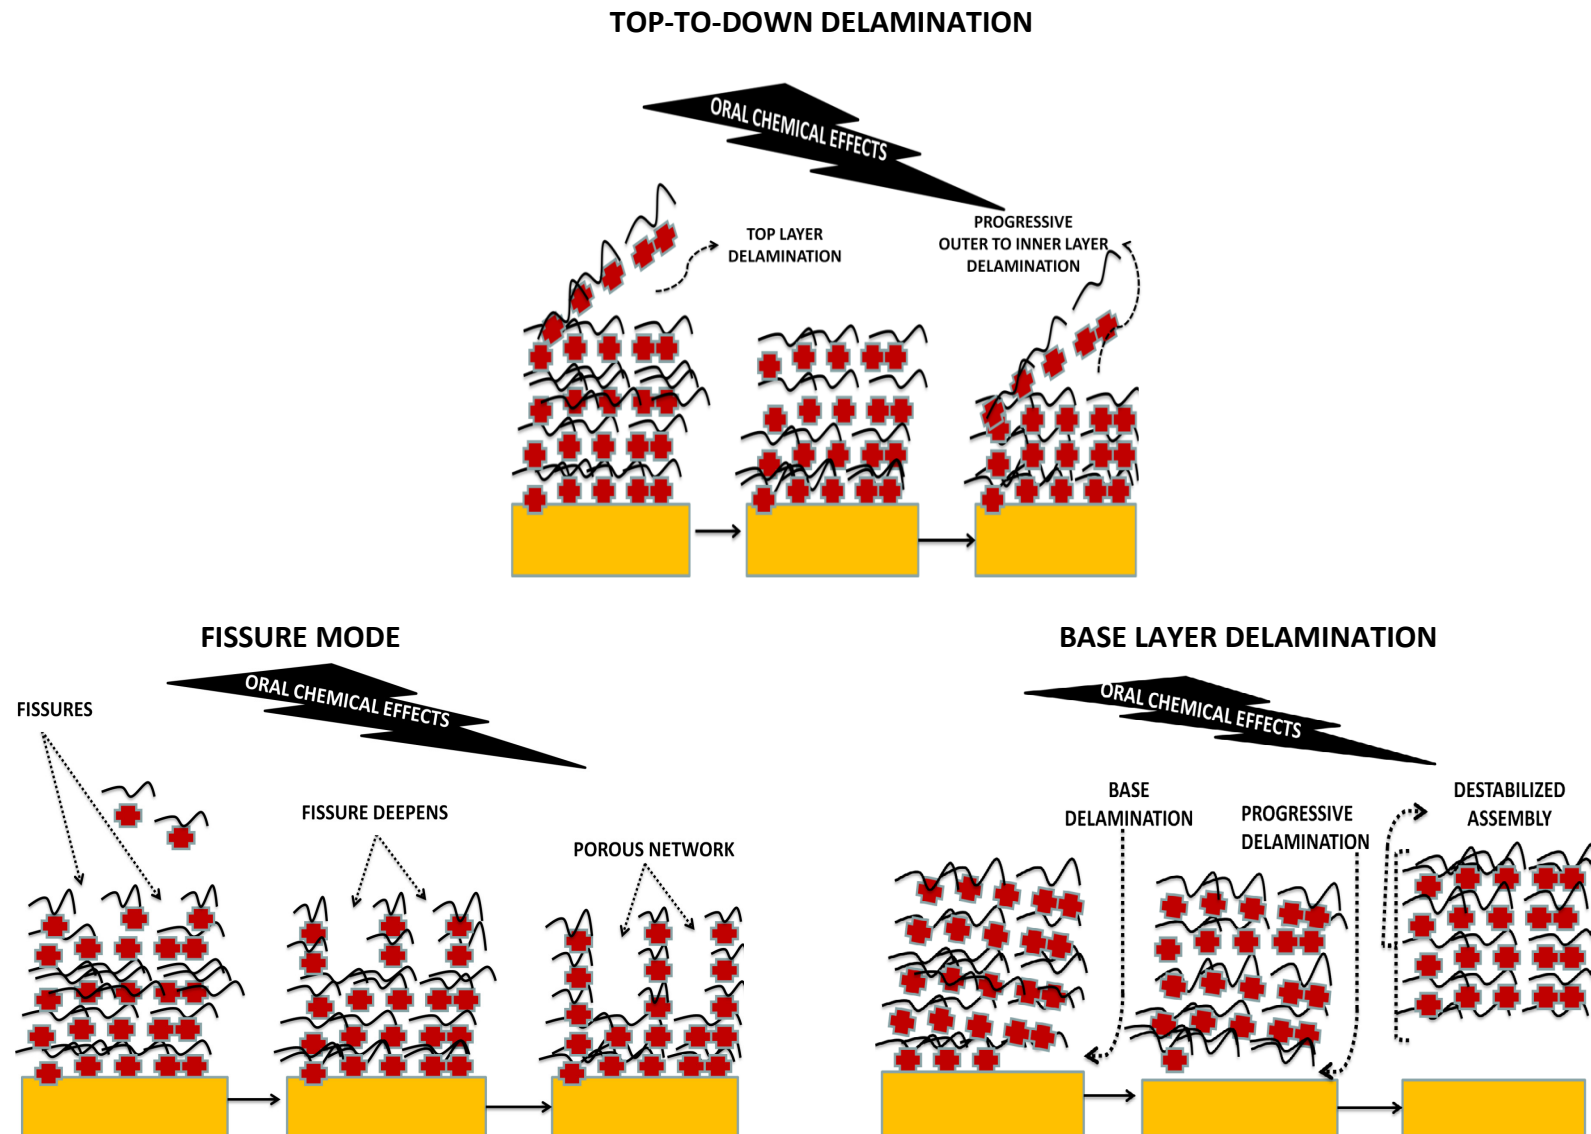 TOP-TO-DOWN DELAMINATION
ORAL CHEMICAL EFFECTS
TOP LAYER
DELAMINATION
PROGRESSIVE
OUTER TO INNER LAYER
DELAMINATION
FISSURE MODE
ORAL CHEMICAL EFFECTS
FISSURES
FISSURE DEEPENS
POROUS NETWORK
BASE LAYER DELAMINATION
ORAL CHEMICAL EFFECTS
BASE
DELAMINATION
PROGRESSIVE
DELAMINATION
DESTABILIZED
ASSEMBLY